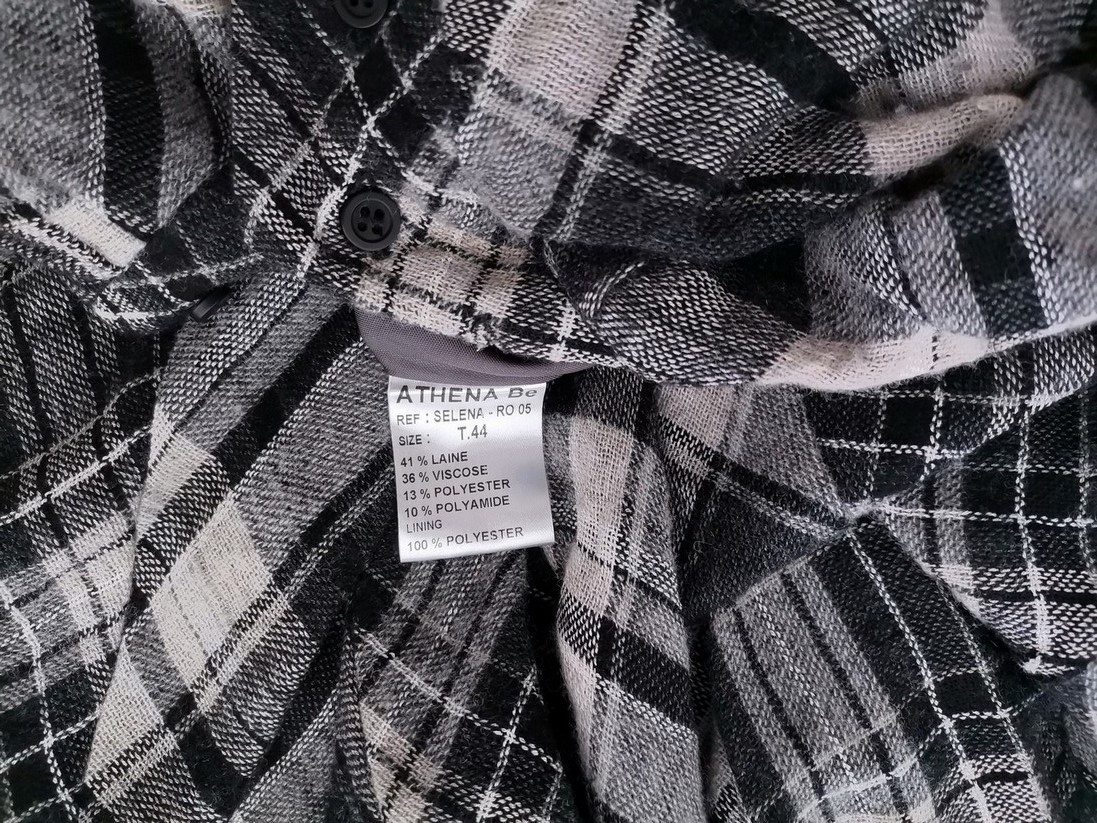 ATHENA Be
REF : SELENA - RO 05
SIZE : T.44
41 % LAINE
36 % VISCOSE
13 % POLYESTER
10 % POLYAMIDE
LINING
100 % POLYESTER